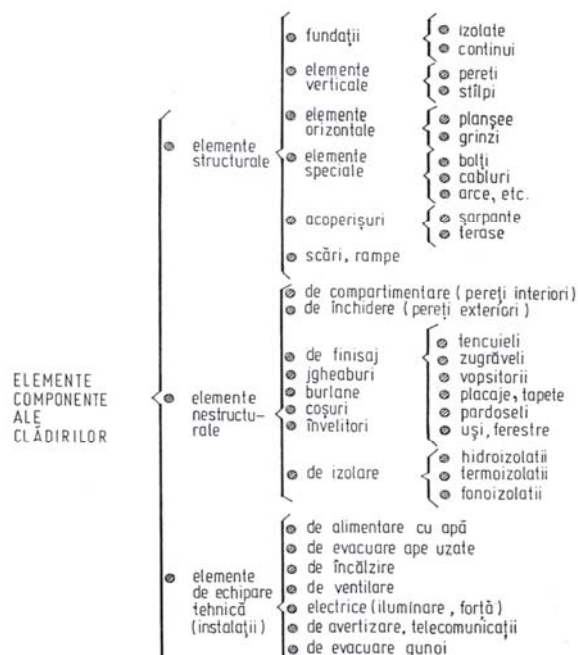 ELEMENTE
COMPONENTE
ALE
CLĂDIRILOR
elemente
structurale
fundații
izolate
continui
elemente
verticale
pereți
stîlpi
elemente
orizontale
planșee
grinzi
elemente
speciale
bolți
cabluri
arce, etc.
acoperișuri
șarpante
terase
scări, rampe
elemente
nestructu-
rale
de compartimentare (pereți interiori)
de închidere (pereți exteriori)
de finisaj
tencuieli
zugrăveli
vopsitorii
placaje, tapete
pardoseli
uși, ferestre
jgheaburi
burlane
coșuri
învelitori
de izolare
hidroizolatii
termoizolatii
fonoizolatii
elemente
de echipare
tehnică
(instalații)
de alimentare cu apă
de evacuare ape uzate
de încălzire
de ventilare
electrice (iluminare, forță)
de avertizare, telecomunicații
de evacuare gunoi